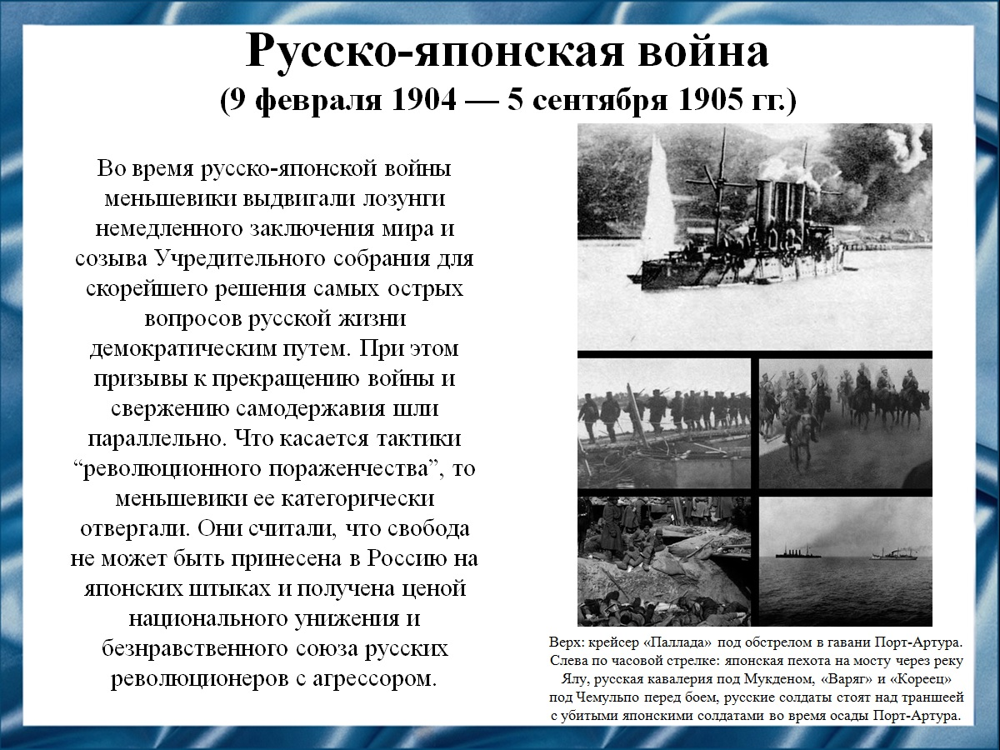 Русско-японская война
(9 февраля 1904 — 5 сентября 1905 гг.)
Во время русско-японской войны
меньшевики выдвигали лозунги
немедленного заключения мира и
созыва Учредительного собрания для
скорейшего решения самых острых
вопросов русской жизни
демократическим путем. При этом
призывы к прекращению войны и
свержению самодержавия шли
параллельно. Что касается тактики
“революционного пораженчества”, то
меньшевики ее категорически
отвергали. Они считали, что свобода
не может быть принесена в Россию на
японских штыках и получена ценой
национального унижения и
безнравственного союза русских
революционеров с агрессором.
Верх: крейсер «Паллада» под обстрелом в гавани Порт-Артура.
Слева по часовой стрелке: японская пехота на мосту через реку
Ялу, русская кавалерия под Мукденом, «Варяг» и «Кореец»
под Чемульпо перед боем, русские солдаты стоят над траншеей
с убитыми японскими солдатами во время осады Порт-Артура.